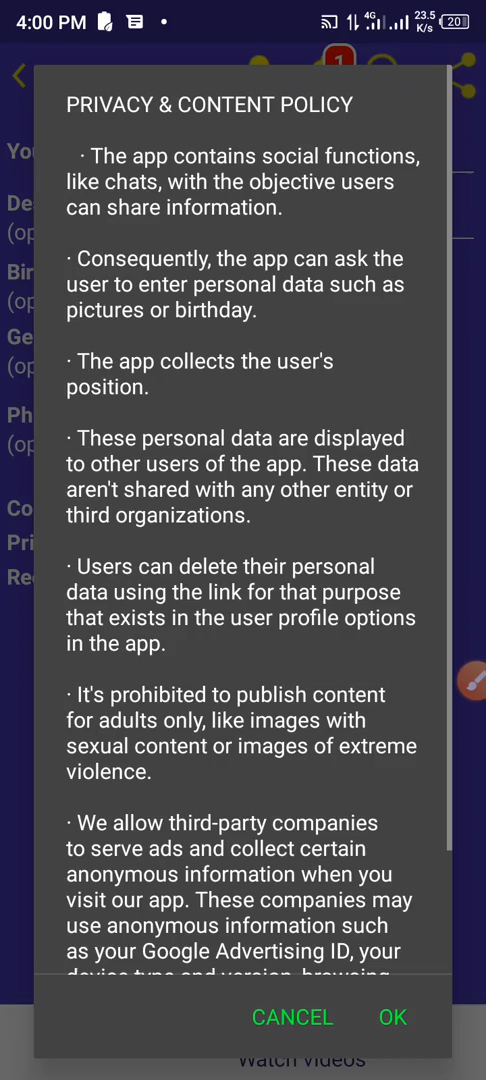 4:00 PM
4G
23.5
K/s
20
1
PRIVACY & CONTENT POLICY
· The app contains social functions,
like chats, with the objective users
can share information.
· Consequently, the app can ask the
user to enter personal data such as
pictures or birthday.
· The app collects the user's
position.
· These personal data are displayed
to other users of the app. These data
aren't shared with any other entity or
third organizations.
· Users can delete their personal
data using the link for that purpose
that exists in the user profile options
in the app.
· It's prohibited to publish content
for adults only, like images with
sexual content or images of extreme
violence.
· We allow third-party companies
to serve ads and collect certain
anonymous information when you
visit our app. These companies may
use anonymous information such
as your Google Advertising ID, your
device type and version, browsing
CANCEL
OK
Watch videos